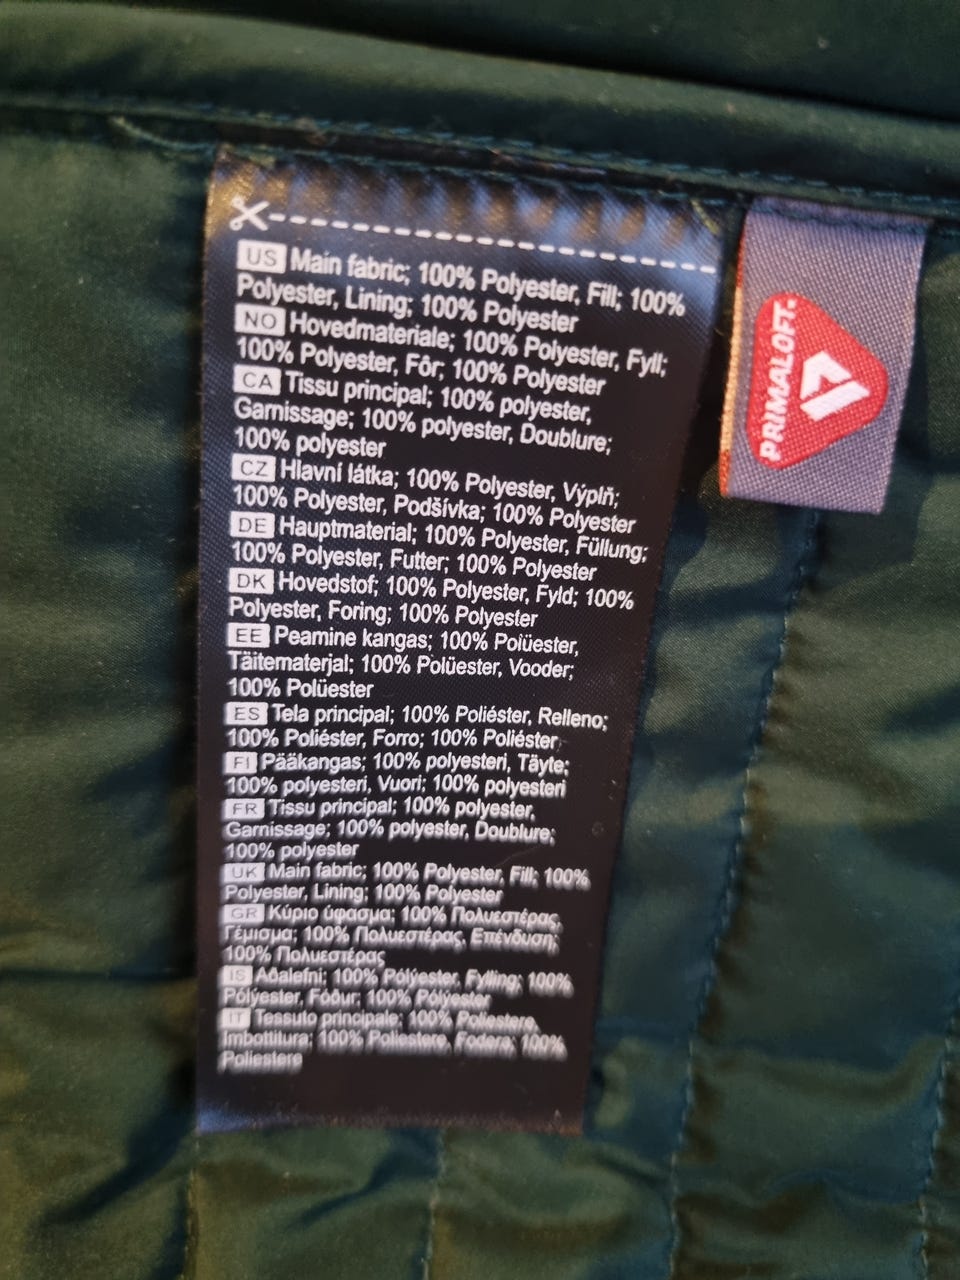 US Main fabric; 100% Polyester, Fill; 100%
Polyester, Lining; 100% Polyester
NO Hovedmateriale; 100% Polyester, Fyll;
100% Polyester, Fôr; 100% Polyester
CA Tissu principal; 100% polyester,
Garnissage; 100% polyester, Doublure;
100% polyester
CZ Hlavní látka; 100% Polyester, Výplň;
100% Polyester, Podšívka; 100% Polyester
DE Hauptmaterial; 100% Polyester, Füllung;
100% Polyester, Futter; 100% Polyester
DK Hovedstof; 100% Polyester, Fyld; 100%
Polyester, Foring; 100% Polyester
EE Peamine kangas; 100% Polüester,
Täitematerjal; 100% Polüester, Vooder;
100% Polüester
ES Tela principal; 100% Poliéster, Relleno;
100% Poliéster, Forro; 100% Poliéster
FI Pääkangas; 100% polyesteri, Täyte;
100% polyesteri, Vuori; 100% polyesteri
FR Tissu principal; 100% polyester,
Garnissage; 100% polyester, Doublure;
100% polyester
UK Main fabric; 100% Polyester, Fill; 100%
Polyester, Lining; 100% Polyester
GR Κύριο ύφασμα; 100% Πολυεστέρας,
Γέμισμα; 100% Πολυεστέρας, Επένδυση;
100% Πολυεστέρας
IS Aðalefni; 100% Pólýester, Fylling; 100%
Pólýester, Fóður; 100% Pólýester
IT Tessuto principale; 100% Poliestere,
Imbottitura; 100% Poliestere, Fodera; 100%
Poliestere
PRIMALOFT